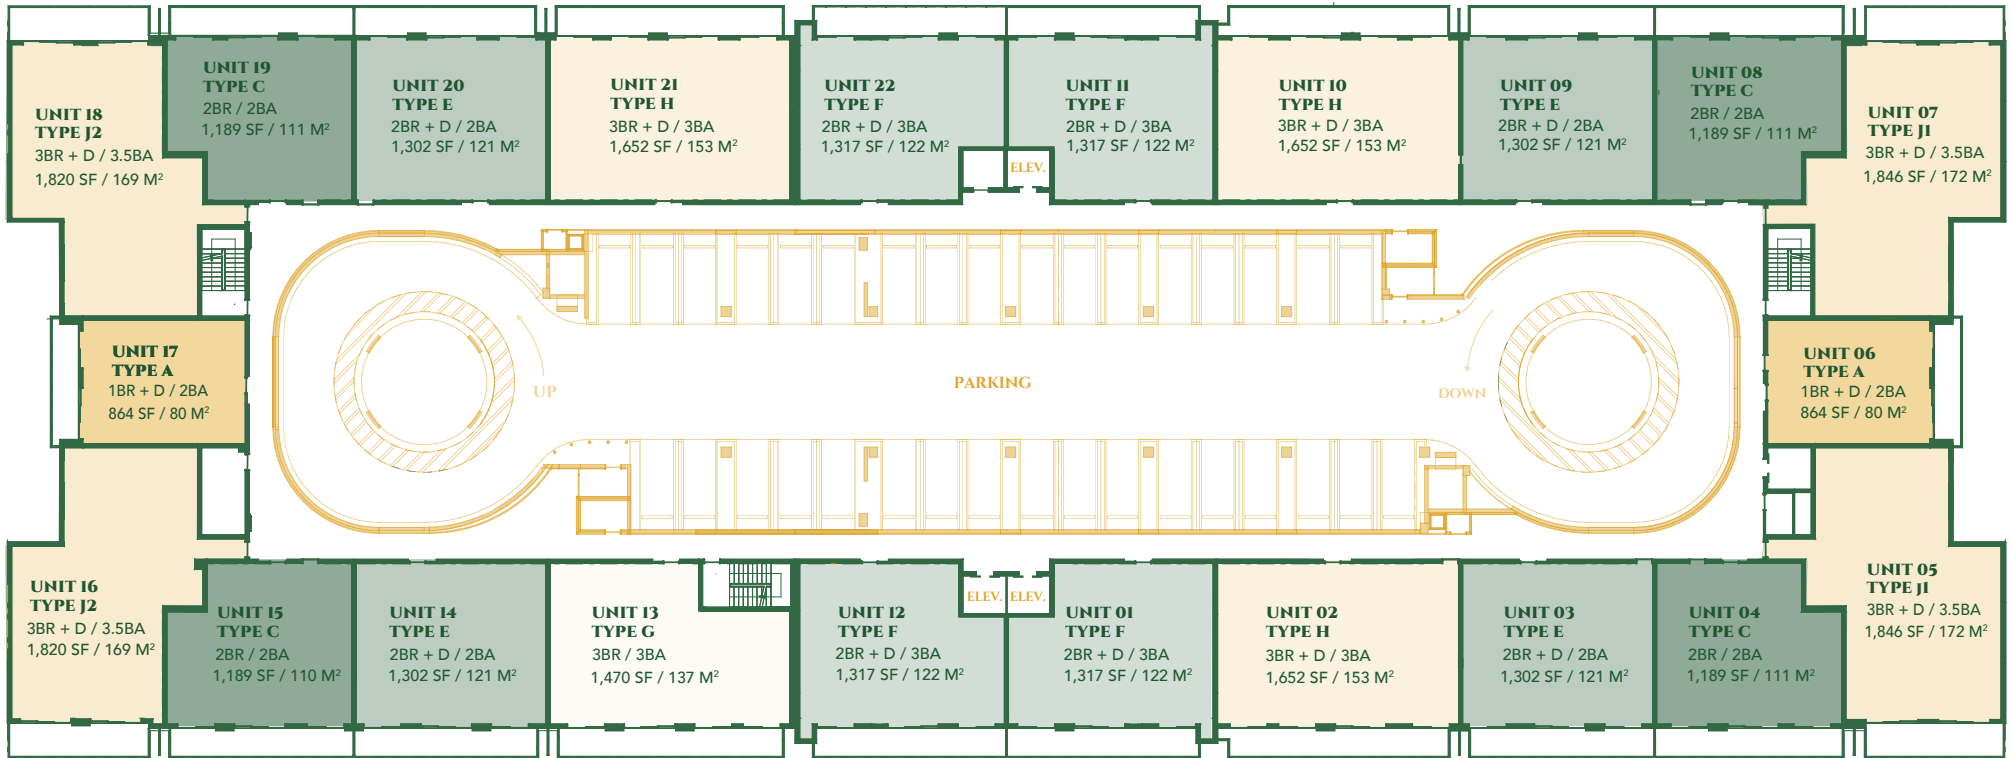 UNIT 18
TYPE J2
3BR + D / 3.5BA
1,820 SF / 169 M²
UNIT 19
TYPE C
2BR / 2BA
1,189 SF / 111 M²
UNIT 20
TYPE E
2BR + D / 2BA
1,302 SF / 121 M²
UNIT 21
TYPE H
3BR + D / 3BA
1,652 SF / 153 M²
UNIT 22
TYPE F
2BR + D / 3BA
1,317 SF / 122 M²
ELEV.
UNIT 11
TYPE F
2BR + D / 3BA
1,317 SF / 122 M²
UNIT 10
TYPE H
3BR + D / 3BA
1,652 SF / 153 M²
UNIT 09
TYPE E
2BR + D / 2BA
1,302 SF / 121 M²
UNIT 08
TYPE C
2BR / 2BA
1,189 SF / 111 M²
UNIT 07
TYPE J1
3BR + D / 3.5BA
1,846 SF / 172 M²
UNIT 17
TYPE A
1BR + D / 2BA
864 SF / 80 M²
UP
PARKING
DOWN
UNIT 06
TYPE A
1BR + D / 2BA
864 SF / 80 M²
UNIT 16
TYPE J2
3BR + D / 3.5BA
1,820 SF / 169 M²
UNIT 15
TYPE C
2BR / 2BA
1,189 SF / 110 M²
UNIT 14
TYPE E
2BR + D / 2BA
1,302 SF / 121 M²
UNIT 13
TYPE G
3BR / 3BA
1,470 SF / 137 M²
UNIT 12
TYPE F
2BR + D / 3BA
1,317 SF / 122 M²
ELEV.
ELEV.
UNIT 01
TYPE F
2BR + D / 3BA
1,317 SF / 122 M²
UNIT 02
TYPE H
3BR + D / 3BA
1,652 SF / 153 M²
UNIT 03
TYPE E
2BR + D / 2BA
1,302 SF / 121 M²
UNIT 04
TYPE C
2BR / 2BA
1,189 SF / 111 M²
UNIT 05
TYPE J1
3BR + D / 3.5BA
1,846 SF / 172 M²